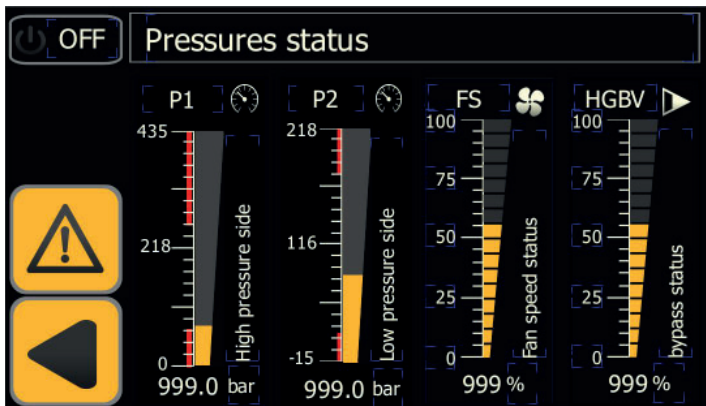 OFF
Pressures status
P1
P2
FS
HGBV
435
218
0
High pressure side
999.0 bar
218
116
-15
Low pressure side
999.0 bar
100
75
50
25
0
Fan speed status
999 %
100
75
50
25
0
bypass status
999 %